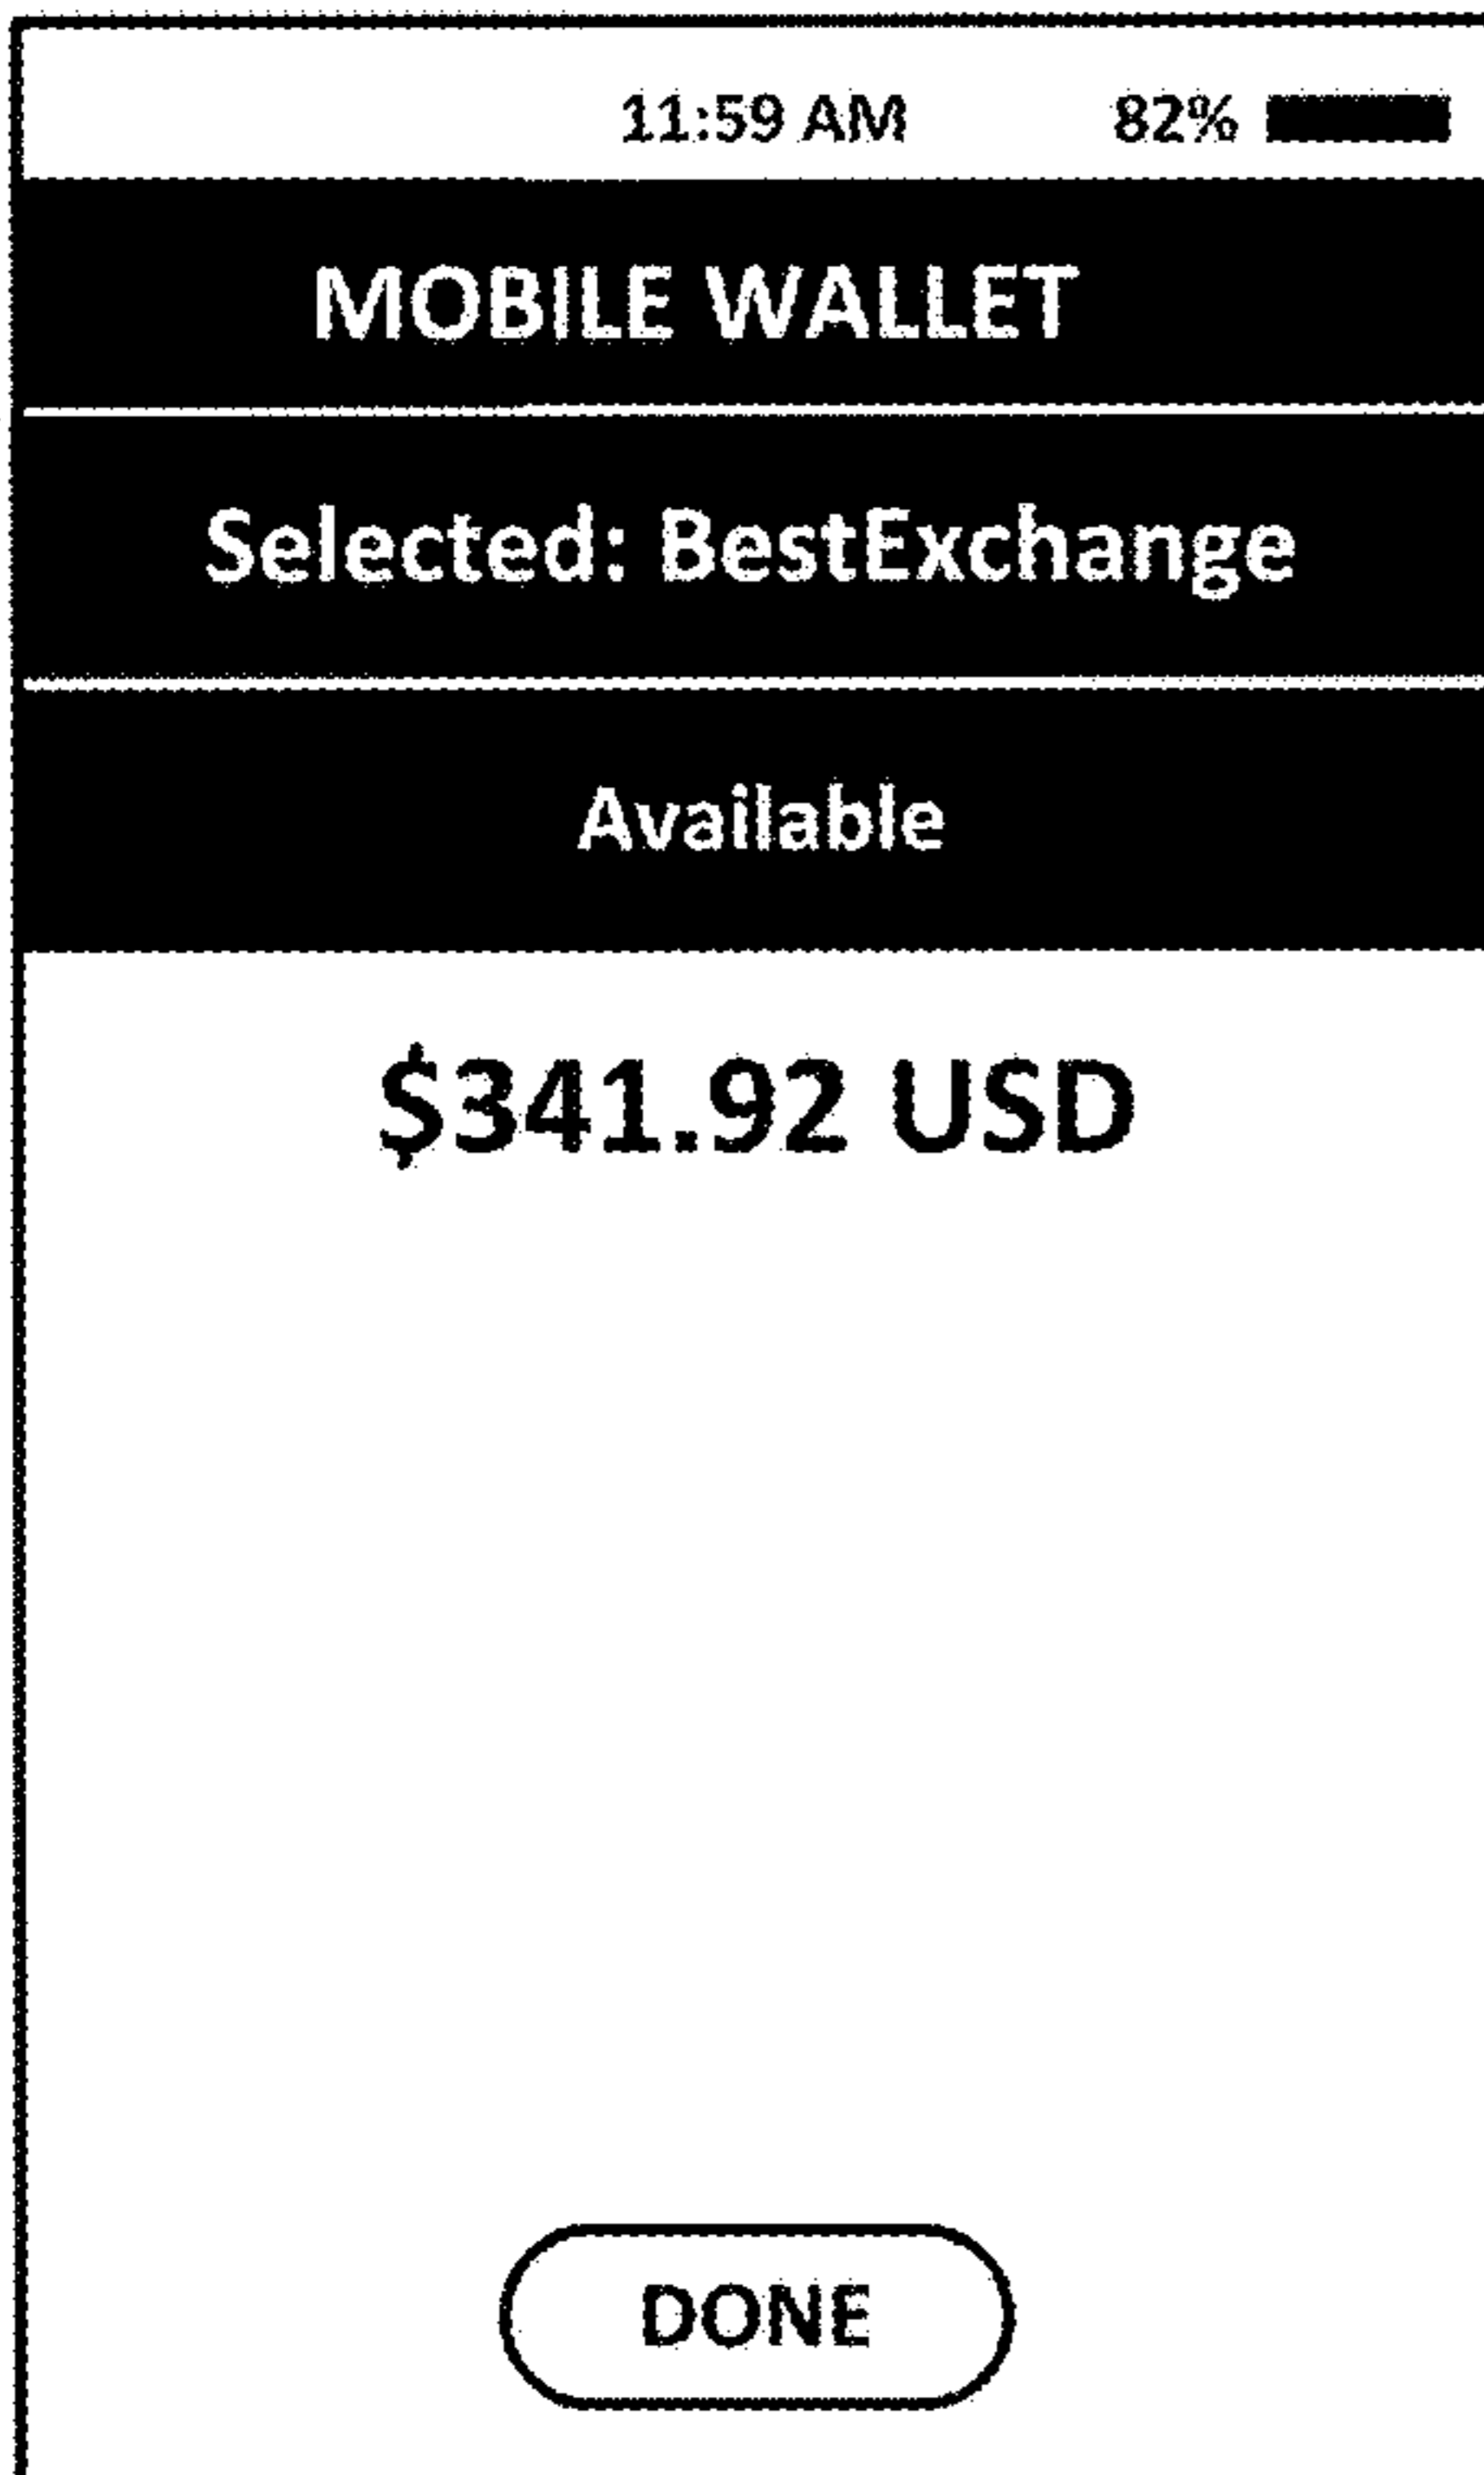 11:59 AM 82%
MOBILE WALLET
Selected: BestExchange
Available
$341.92 USD
DONE